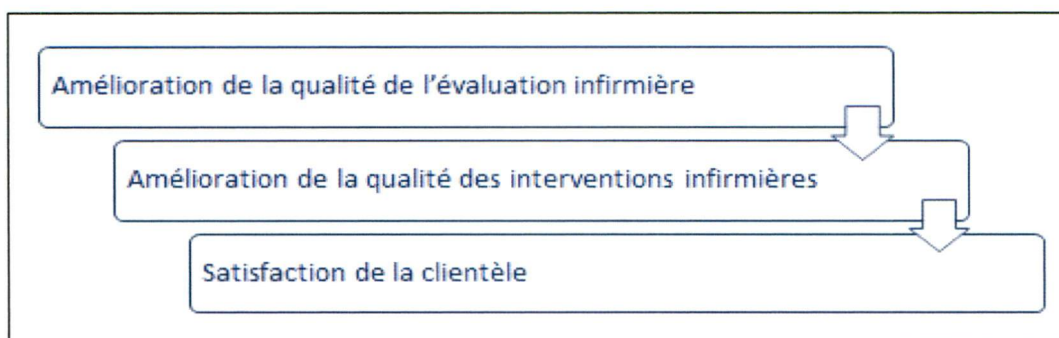 Amélioration de la qualité de l'évaluation infirmière
Amélioration de la qualité des interventions infirmières
Satisfaction de la clientèle